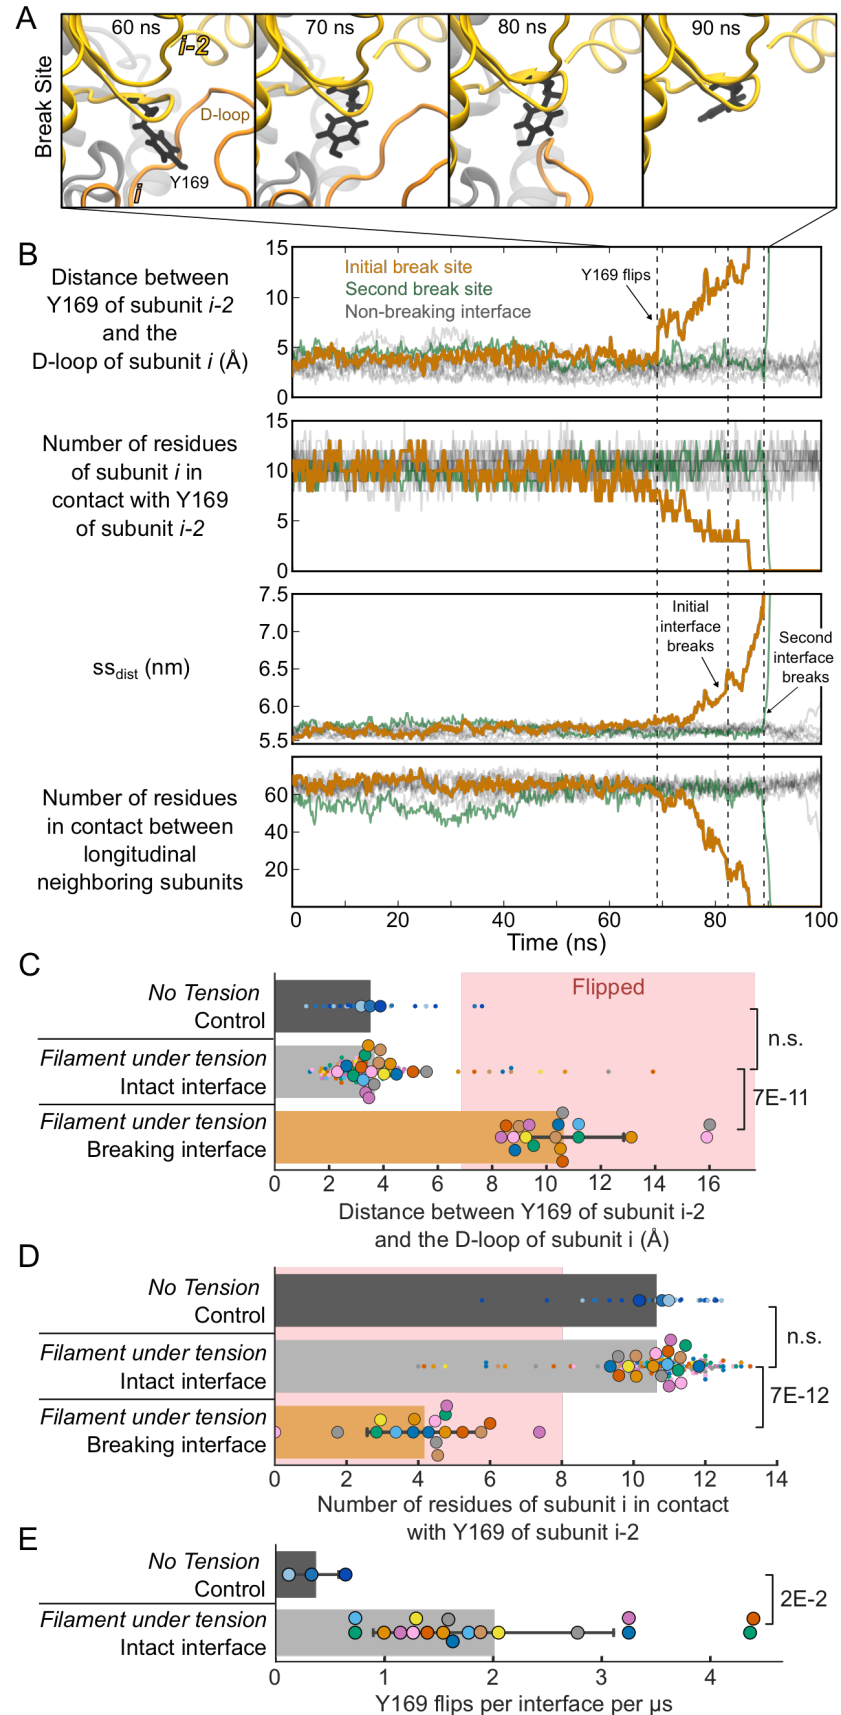 A
60 ns
70 ns
80 ns
90 ns
Break Site
i-2
D-loop
Y169
i
B
Distance between
Y169 of subunit i-2
and the
D-loop of subunit i (Å)
15
10
5
0
Initial break site
Second break site
Non-breaking interface
Y169 flips
Number of residues
of subunit i in
contact with Y169
of subunit i-2
15
10
5
0
ssdist (nm)
7.5
7.0
6.5
6.0
5.5
Initial
interface
breaks
Second
interface
breaks
Number of residues
in contact between
longitudinal
neighboring subunits
60
40
20
0 20 40 60 80 100
Time (ns)
C
No Tension
Control
Filament under tension
Intact interface
Filament under tension
Breaking interface
Flipped
n.s.
7E-11
0 2 4 6 8 10 12 14 16
Distance between Y169 of subunit i-2
and the D-loop of subunit i (Å)
D
No Tension
Control
Filament under tension
Intact interface
Filament under tension
Breaking interface
n.s.
7E-12
0 2 4 6 8 10 12 14
Number of residues of subunit i in contact
with Y169 of subunit i-2
E
No Tension
Control
Filament under tension
Intact interface
2E-2
0 1 2 3 4
Y169 flips per interface per µs